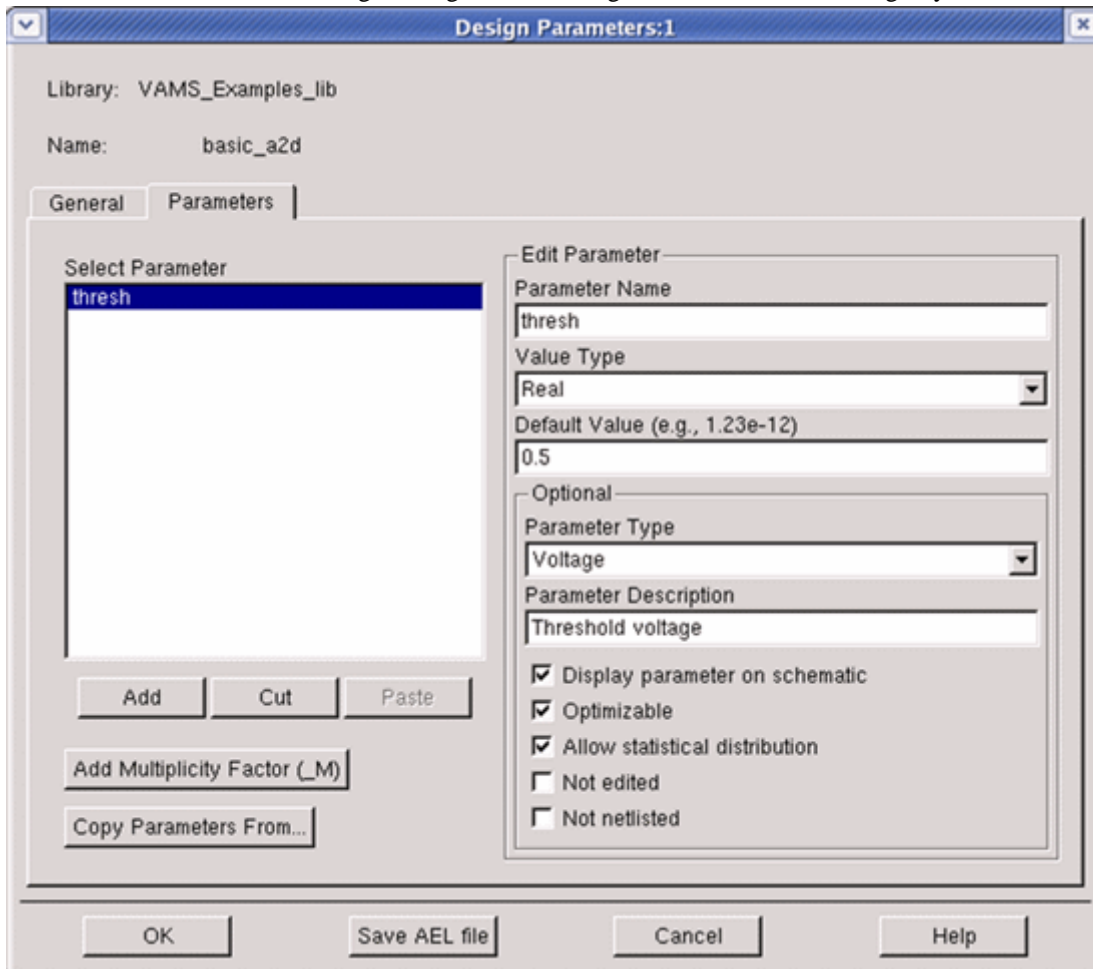 Design Parameters:1
Library: VAMS_Examples_lib
Name: basic_a2d
General Parameters
Select Parameter
thresh
Add Cut Paste
Add Multiplicity Factor (_M)
Copy Parameters From...
Edit Parameter
Parameter Name
thresh
Value Type
Real
Default Value (e.g., 1.23e-12)
0.5
Optional
Parameter Type
Voltage
Parameter Description
Threshold voltage
Display parameter on schematic
Optimizable
Allow statistical distribution
Not edited
Not netlisted
OK Save AEL file Cancel Help